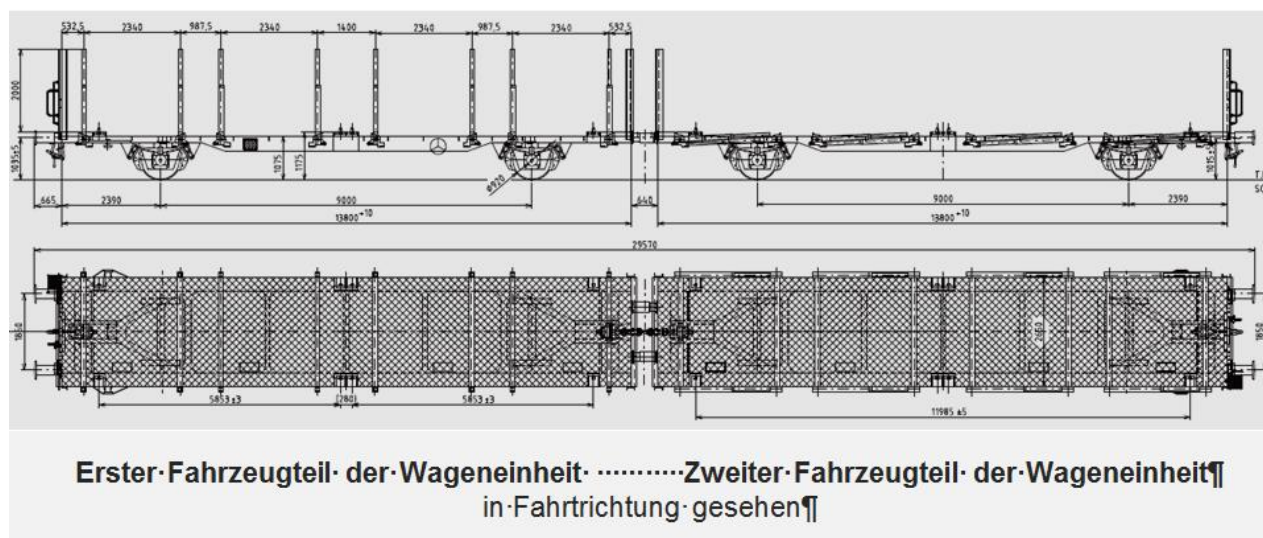 532,5 2340 987,5 2340 1400 2340 987,5 2340 532,5
2000
1095±5 1075 1175 Ø920 1015
665 2390 9000 640 9000 2390
13800+10 13800+10
29570
1850 1850
5853±3 (280) 5853±3 11985 ±5
Erster·Fahrzeugteil· der·Wageneinheit· ···········Zweiter·Fahrzeugteil· der·Wageneinheit¶
in·Fahrtrichtung·gesehen¶